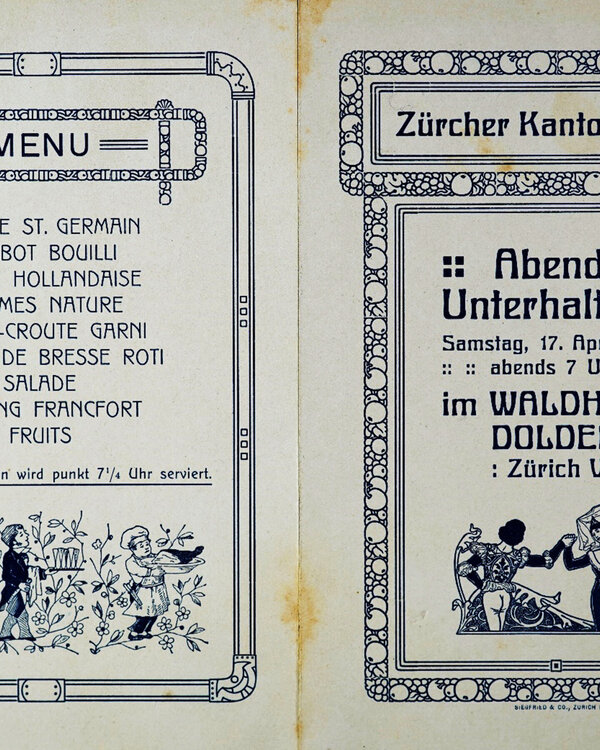 MENU
E ST. GERMAIN
BOT BOUILLI
HOLLANDAISE
MES NATURE
-CROUTE GARNI
DE BRESSE ROTI
SALADE
NG FRANCFORT
FRUITS
n wird punkt 7¼ Uhr serviert.
Zürcher Kanto
:: Abend
Unterhalt
Samstag, 17. Apr
:: :: abends 7 U
im WALDH
DOLDE
: Zürich V
SIEGFRIED & CO., ZÜRICH